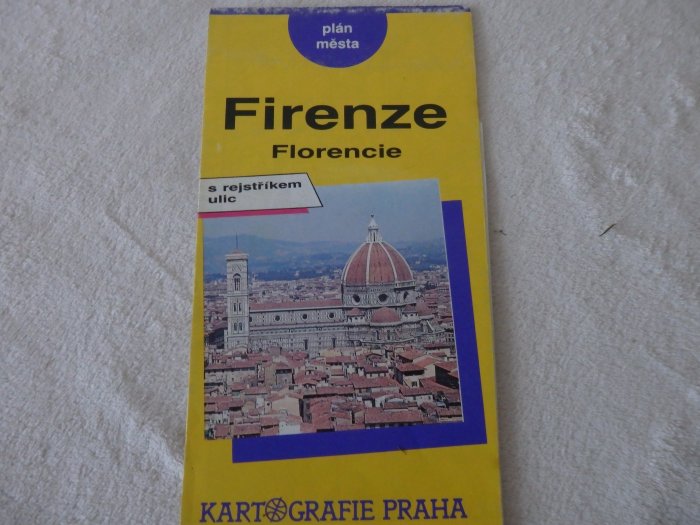 plán
města
Firenze
Florencie
s rejstříkem
ulic
KARTOGRAFIE PRAHA